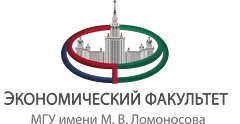 ЭКОНОМИЧЕСКИЙ ФАКУЛЬТЕТ
МГУ имени М. В. Ломоносова